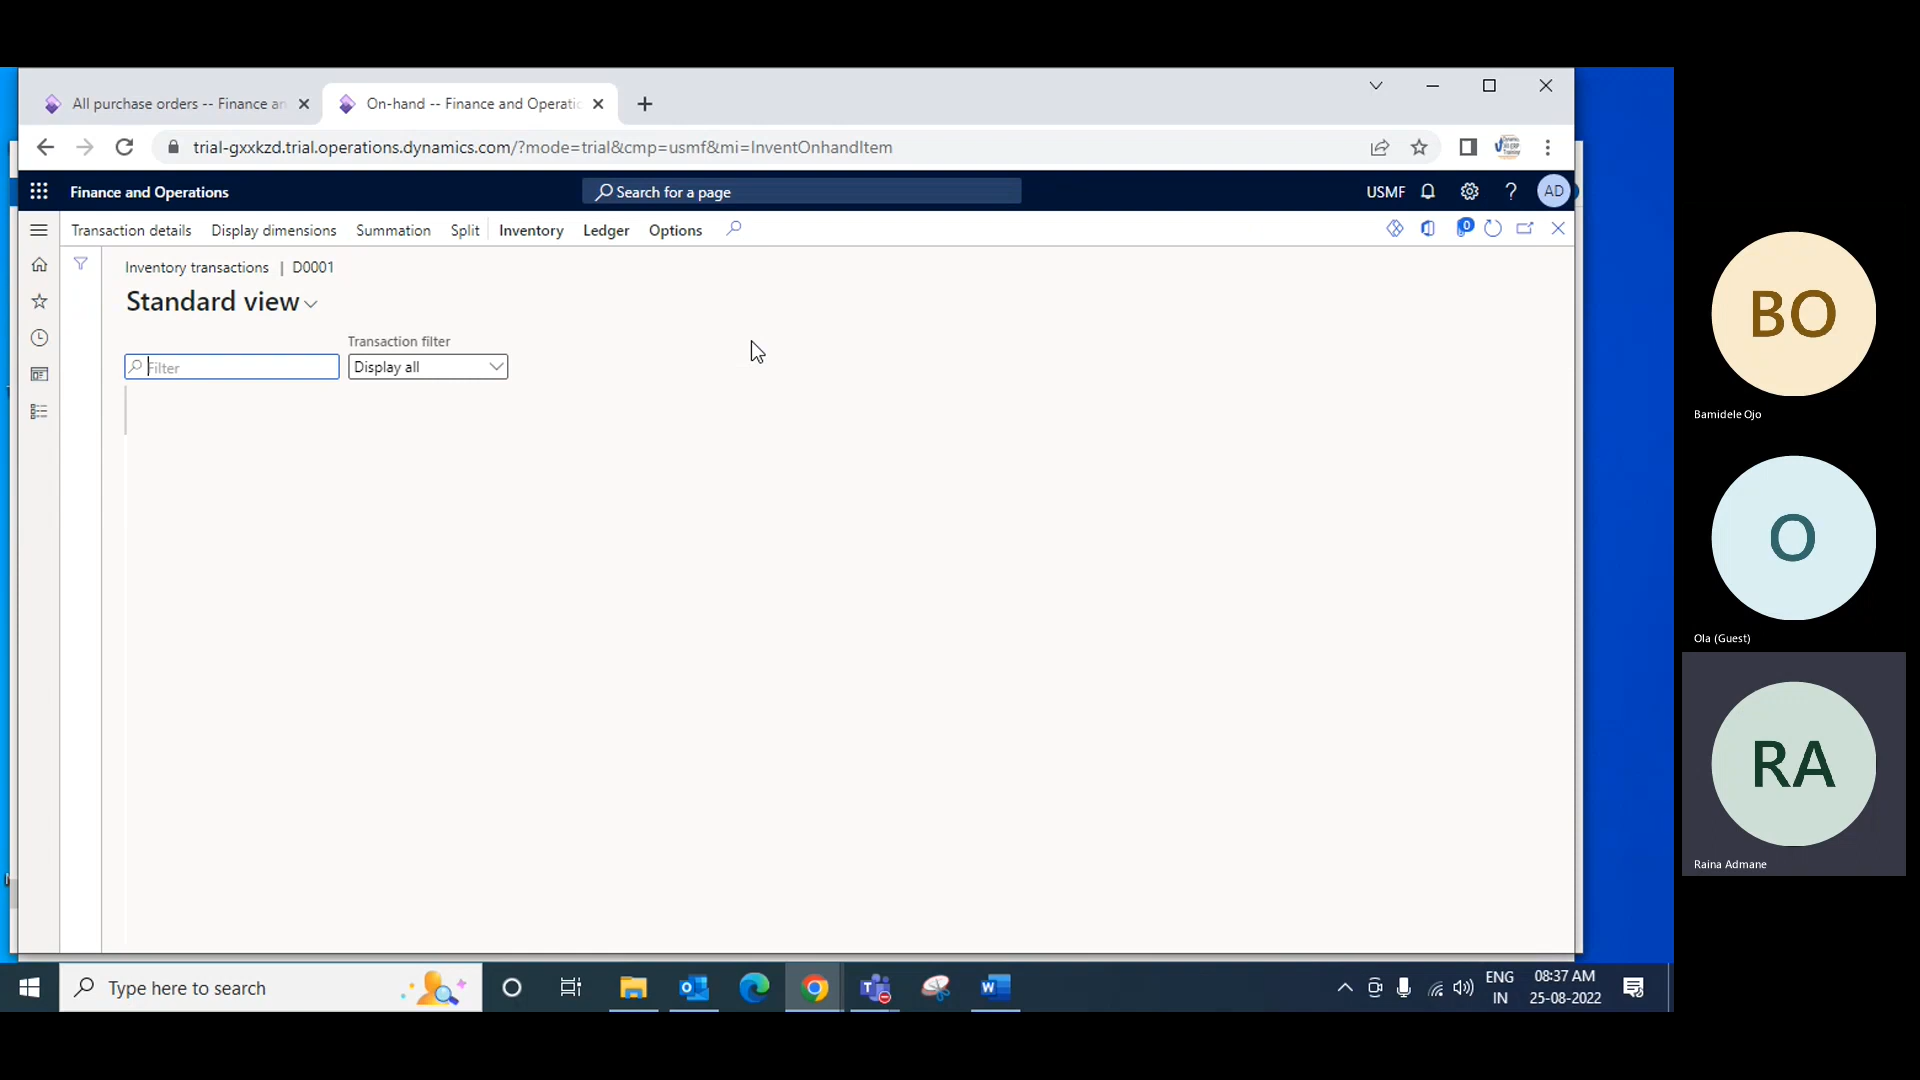 All purchase orders -- Finance an
On-hand -- Finance and Operatio
trial-gxxkzd.trial.operations.dynamics.com/?mode=trial&cmp=usmf&mi=InventOnhandItem
Finance and Operations
Search for a page
USMF
AD
Transaction details
Display dimensions
Summation
Split
Inventory
Ledger
Options
0
Inventory transactions | D0001
Standard view
Transaction filter
Filter
Display all
BO
Bamidele Ojo
O
Ola (Guest)
RA
Raina Admane
Type here to search
ENG
IN
08:37 AM
25-08-2022